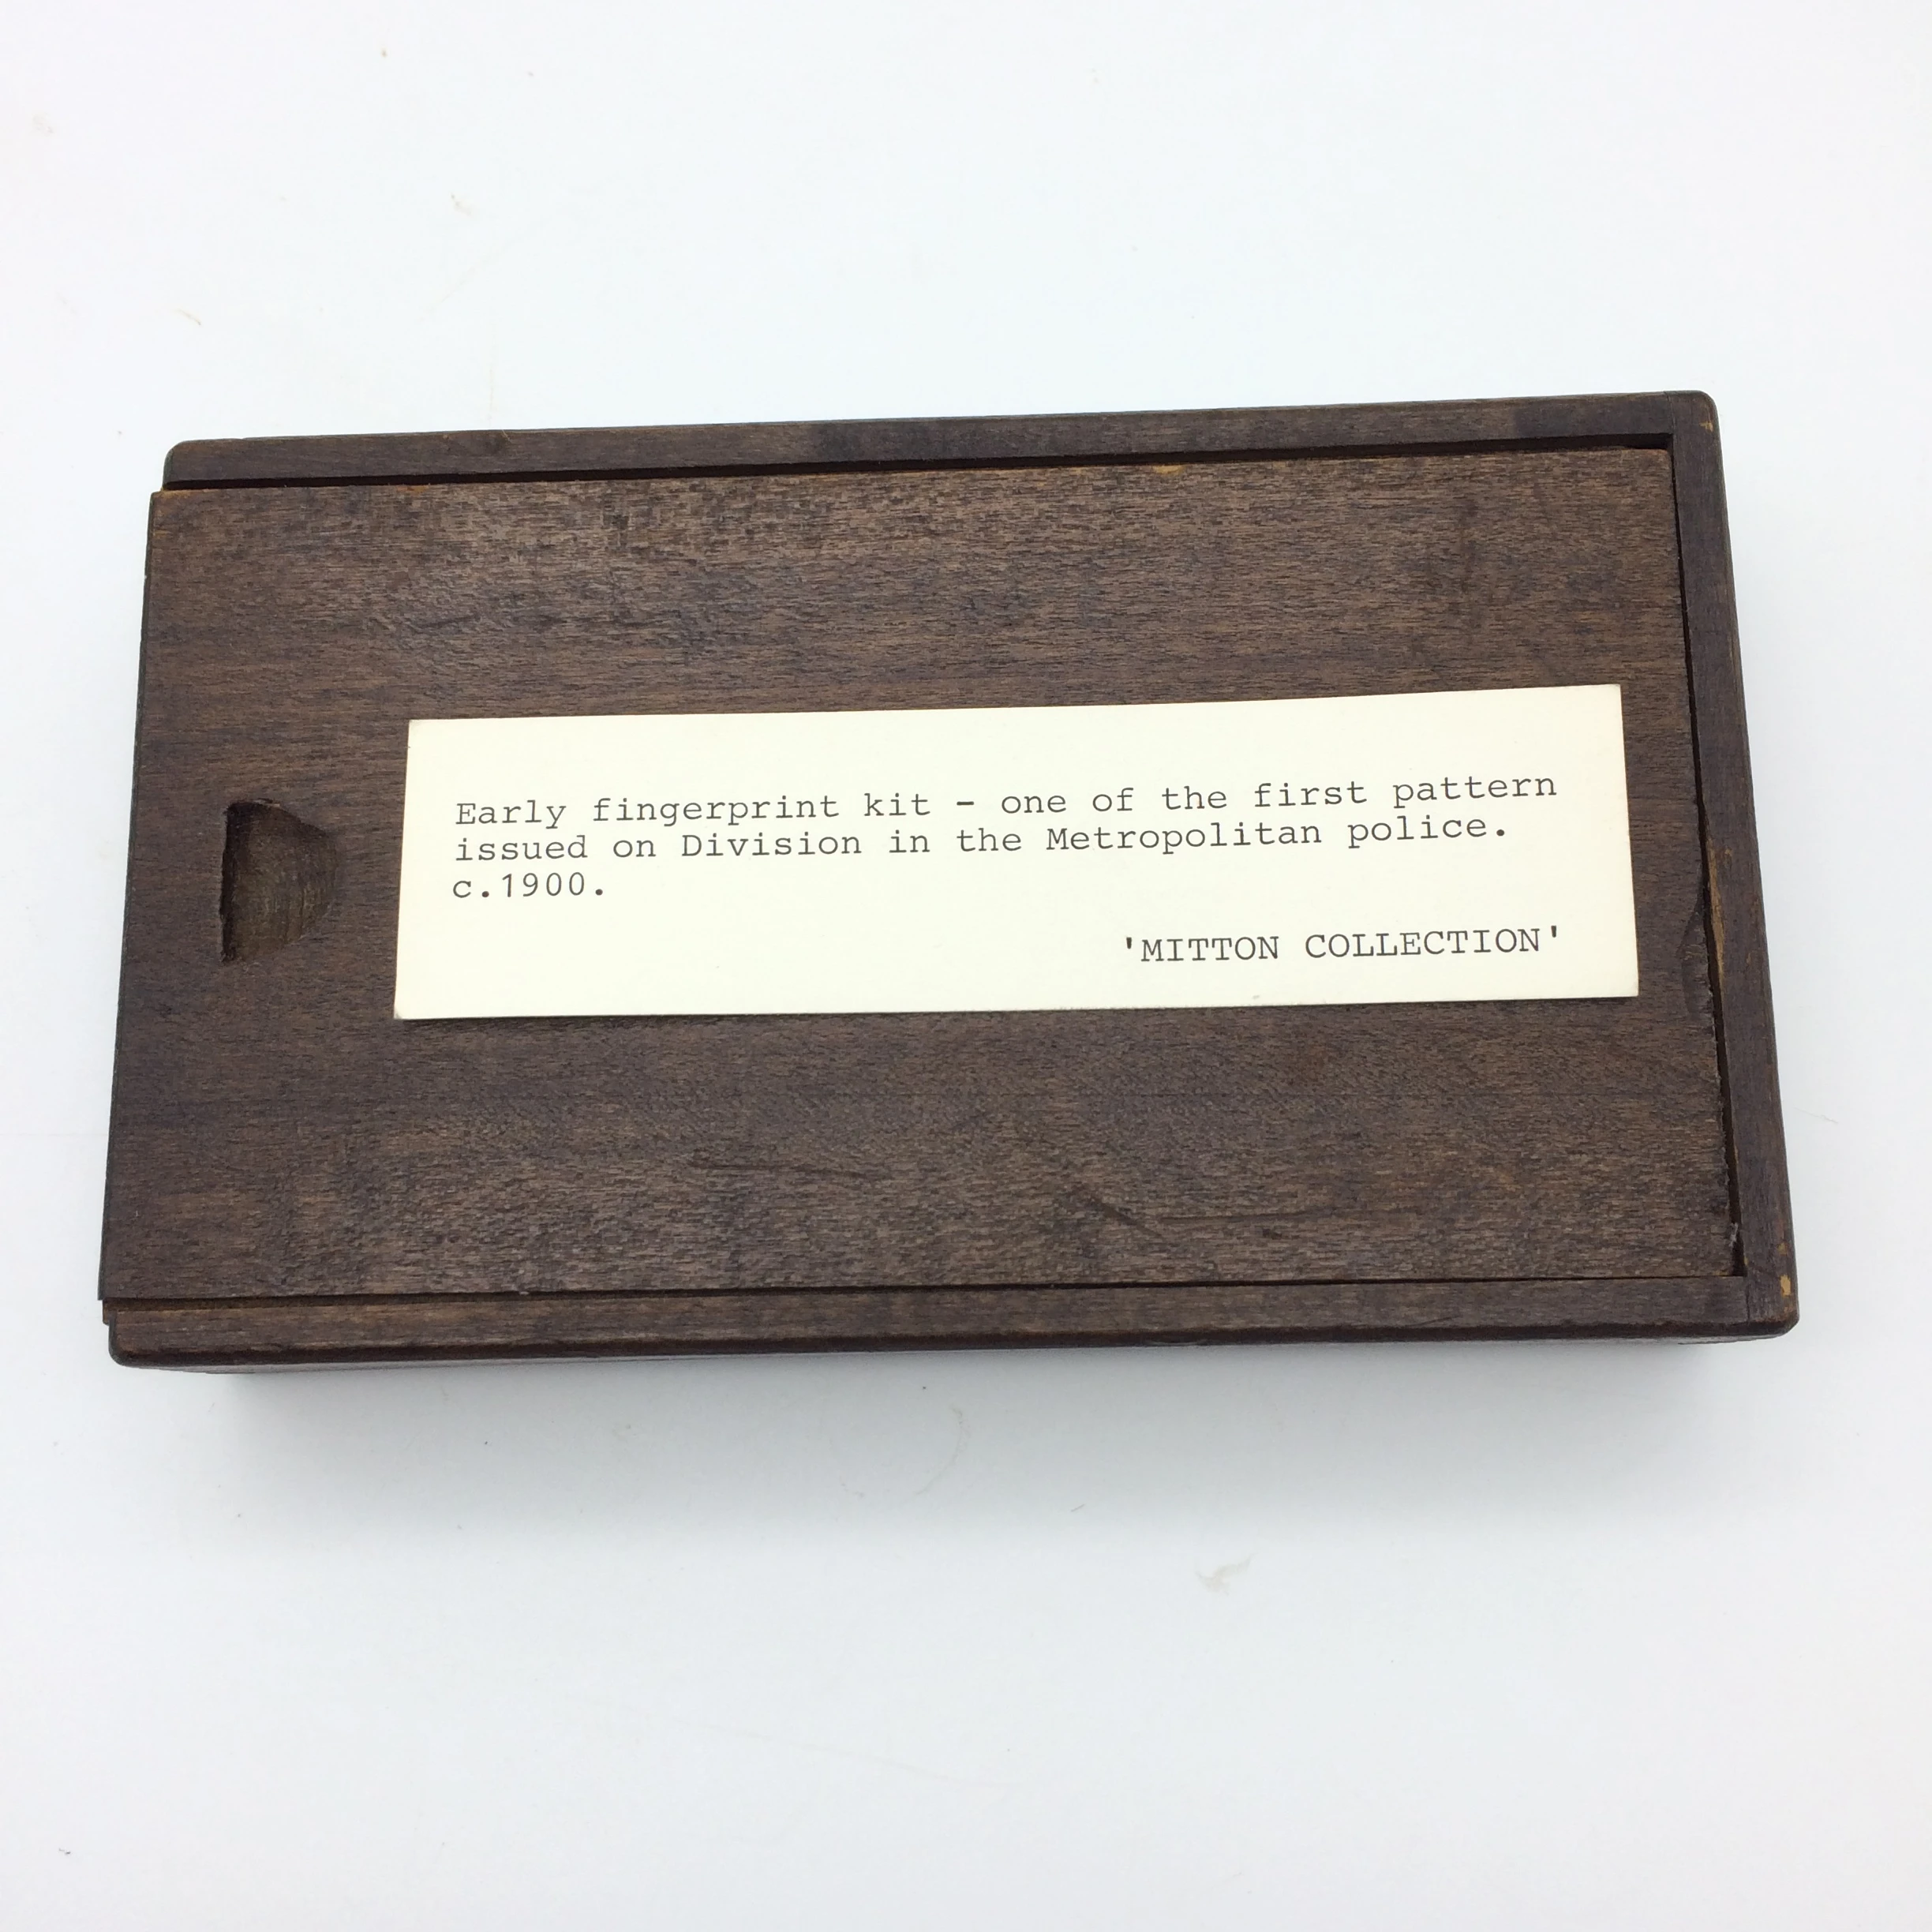 Early fingerprint kit - one of the first pattern
issued on Division in the Metropolitan police.
c.1900.
'MITTON COLLECTION'